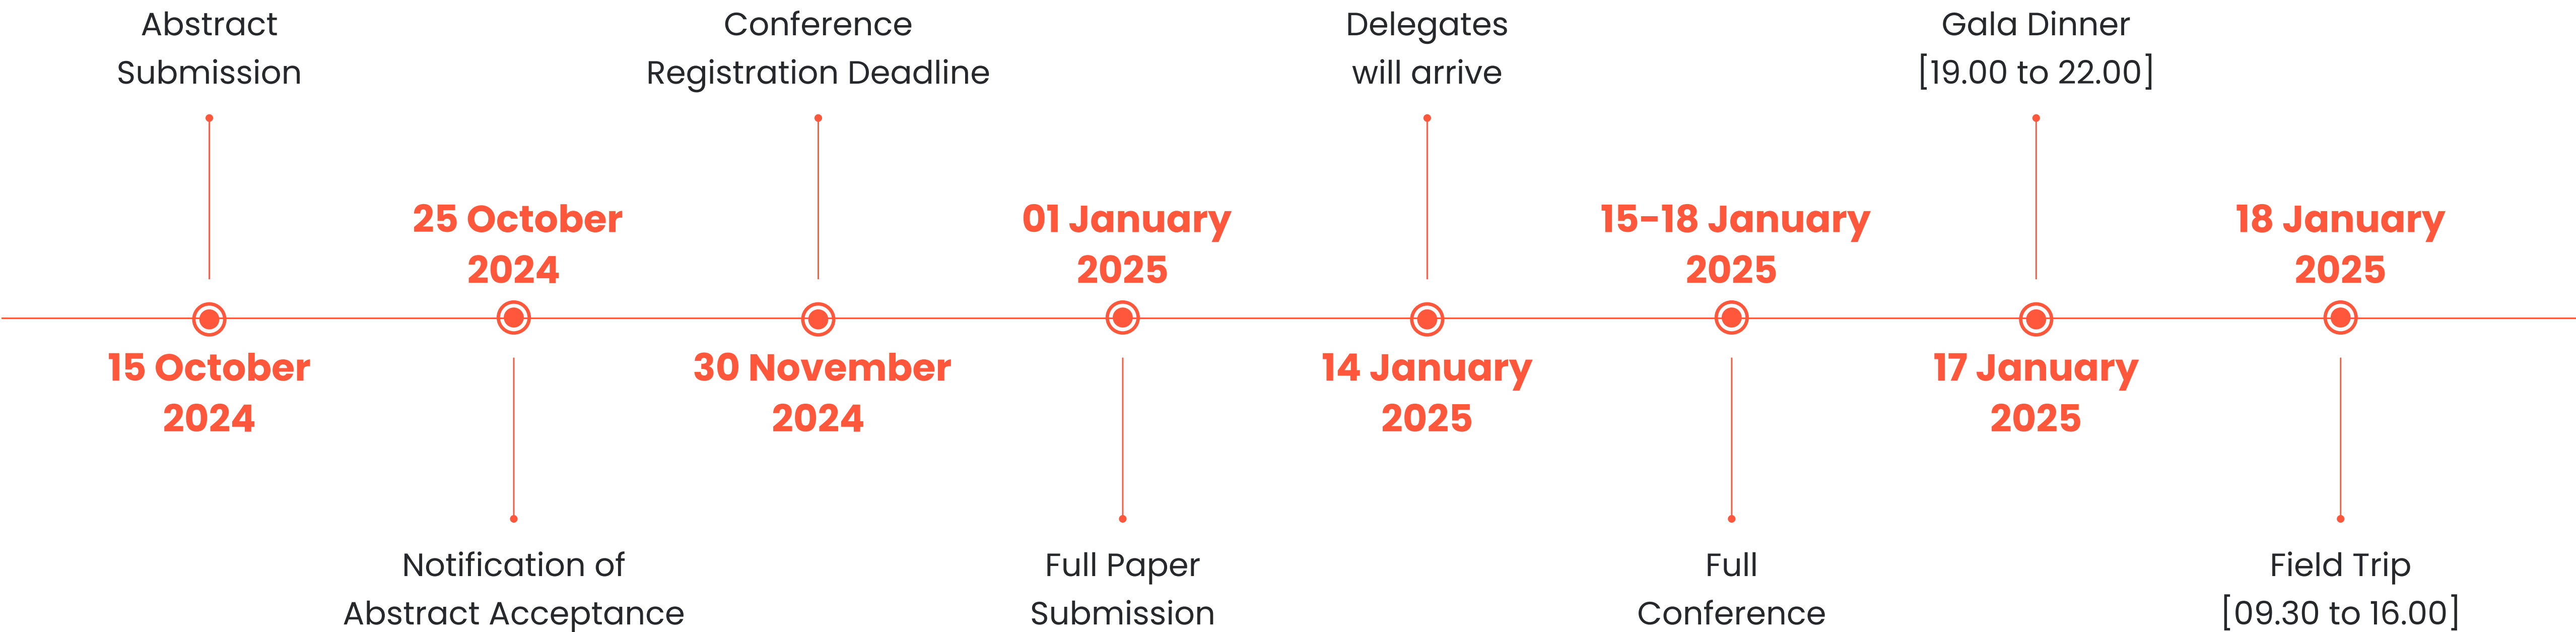 Abstract
Submission
15 October
2024
25 October
2024
Notification of
Abstract Acceptance
Conference
Registration Deadline
30 November
2024
01 January
2025
Full Paper
Submission
Delegates
will arrive
14 January
2025
15-18 January
2025
Full
Conference
Gala Dinner
[19.00 to 22.00]
17 January
2025
18 January
2025
Field Trip
[09.30 to 16.00]